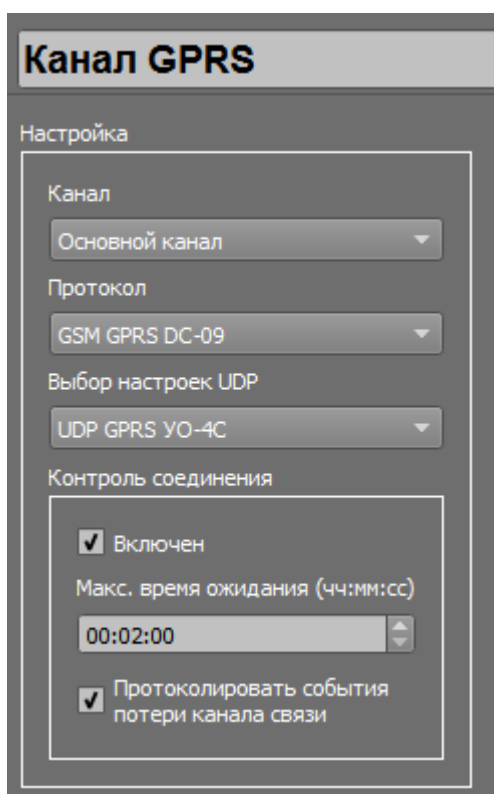 Канал GPRS
Настройка
Канал
Основной канал
Протокол
GSM GPRS DC-09
Выбор настроек UDP
UDP GPRS УО-4С
Контроль соединения
Включен
Макс. время ожидания (чч:мм:сс)
00:02:00
Протоколировать события
потери канала связи